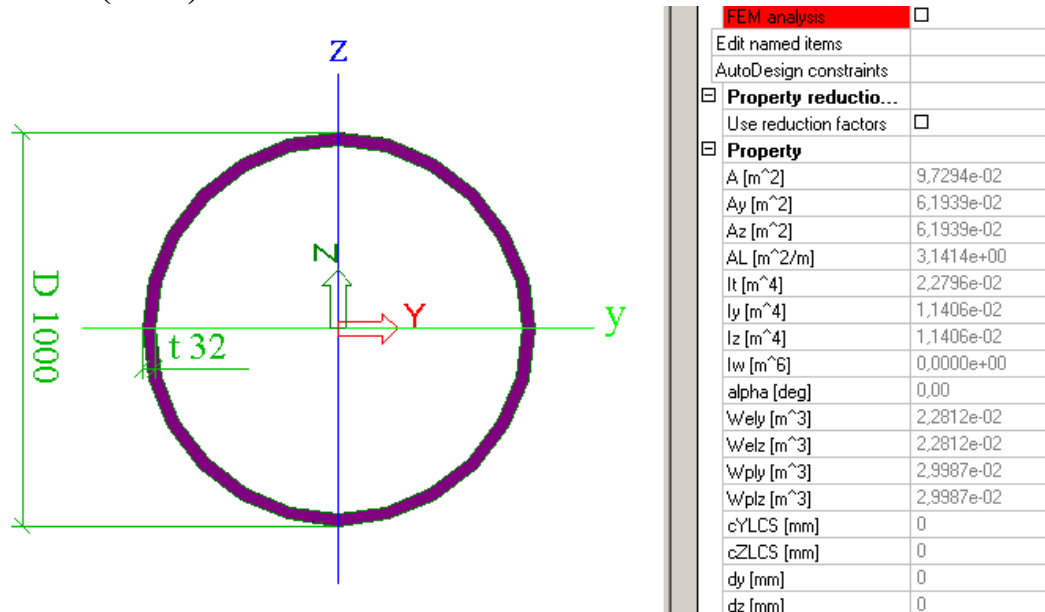 FEM analysis
Edit named items
AutoDesign constraints
Property reductio...
Use reduction factors
Property
A [m^2] 9,7294e-02
Ay [m^2] 6,1939e-02
Az [m^2] 6,1939e-02
AL [m^2/m] 3,1414e+00
It [m^4] 2,2796e-02
Iy [m^4] 1,1406e-02
Iz [m^4] 1,1406e-02
Iw [m^6] 0,0000e+00
alpha [deg] 0,00
Wely [m^3] 2,2812e-02
Welz [m^3] 2,2812e-02
Wply [m^3] 2,9987e-02
Wplz [m^3] 2,9987e-02
cYLCS [mm] 0
cZLCS [mm] 0
dy [mm] 0
dz [mm] 0
z
Z
Y
y
D 1000
t 32